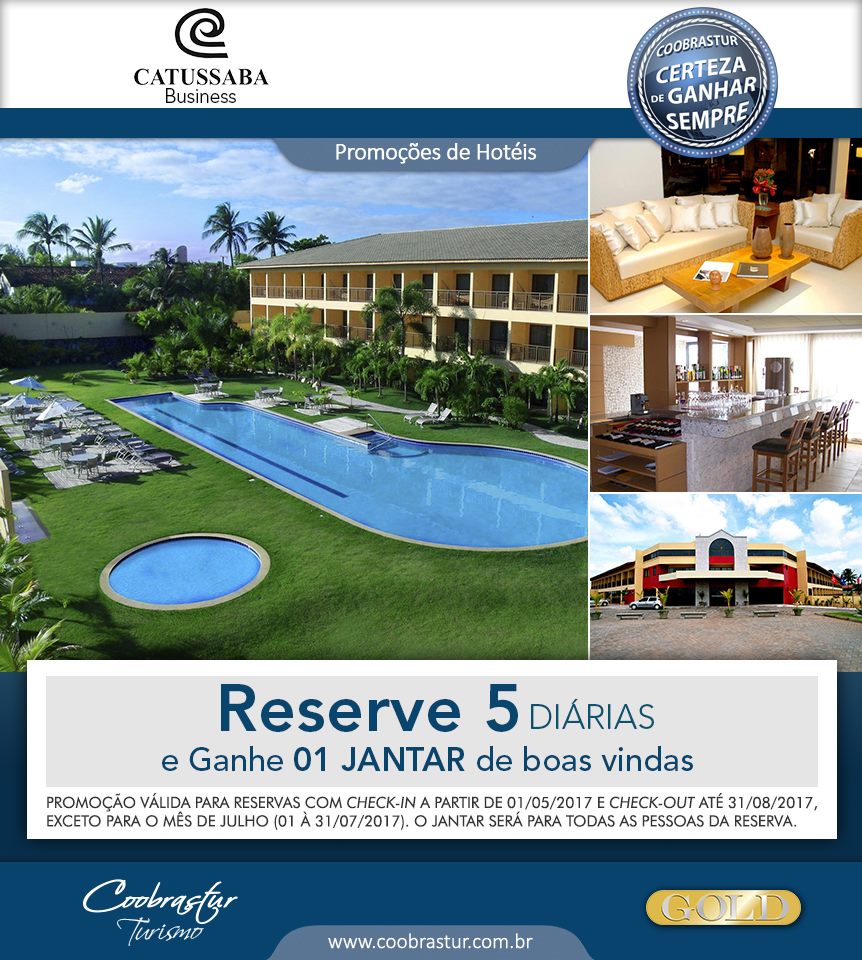 CATUSSABA
Business
COOBRASTUR
CERTEZA
DE GANHAR
SEMPRE
Promoções de Hotéis
Reserve 5 DIÁRIAS
e Ganhe 01 JANTAR de boas vindas
PROMOÇÃO VÁLIDA PARA RESERVAS COM CHECK-IN A PARTIR DE 01/05/2017 E CHECK-OUT ATÉ 31/08/2017,
EXCETO PARA O MÊS DE JULHO (01 À 31/07/2017). O JANTAR SERÁ PARA TODAS AS PESSOAS DA RESERVA.
Coobrastur
Turismo
GOLD
www.coobrastur.com.br